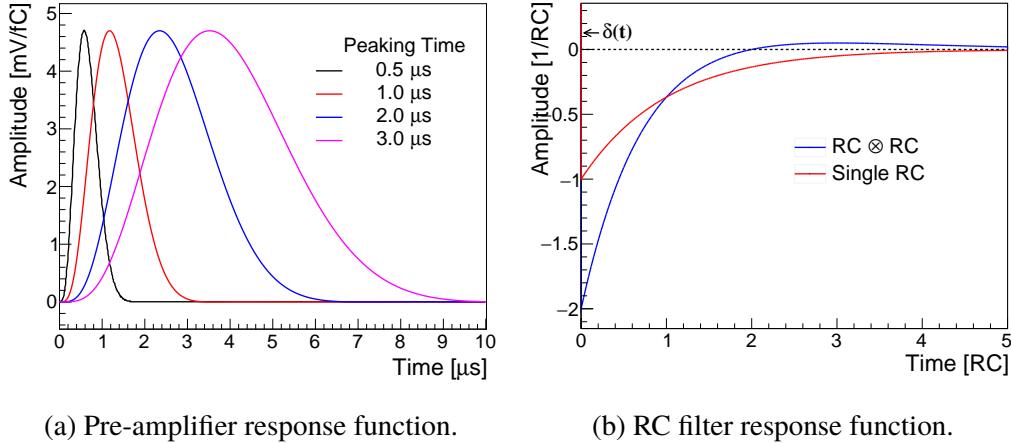 Amplitude [mV/fC]
5
4
3
2
1
0
Peaking Time
0.5 μs
1.0 μs
2.0 μs
3.0 μs
0 1 2 3 4 5 6 7 8 9 10
Time [μs]
(a) Pre-amplifier response function.
Amplitude [1/RC]
δ(t)
0
−0.5
−1
−1.5
−2
RC ⊗ RC
Single RC
0 1 2 3 4 5
Time [RC]
(b) RC filter response function.